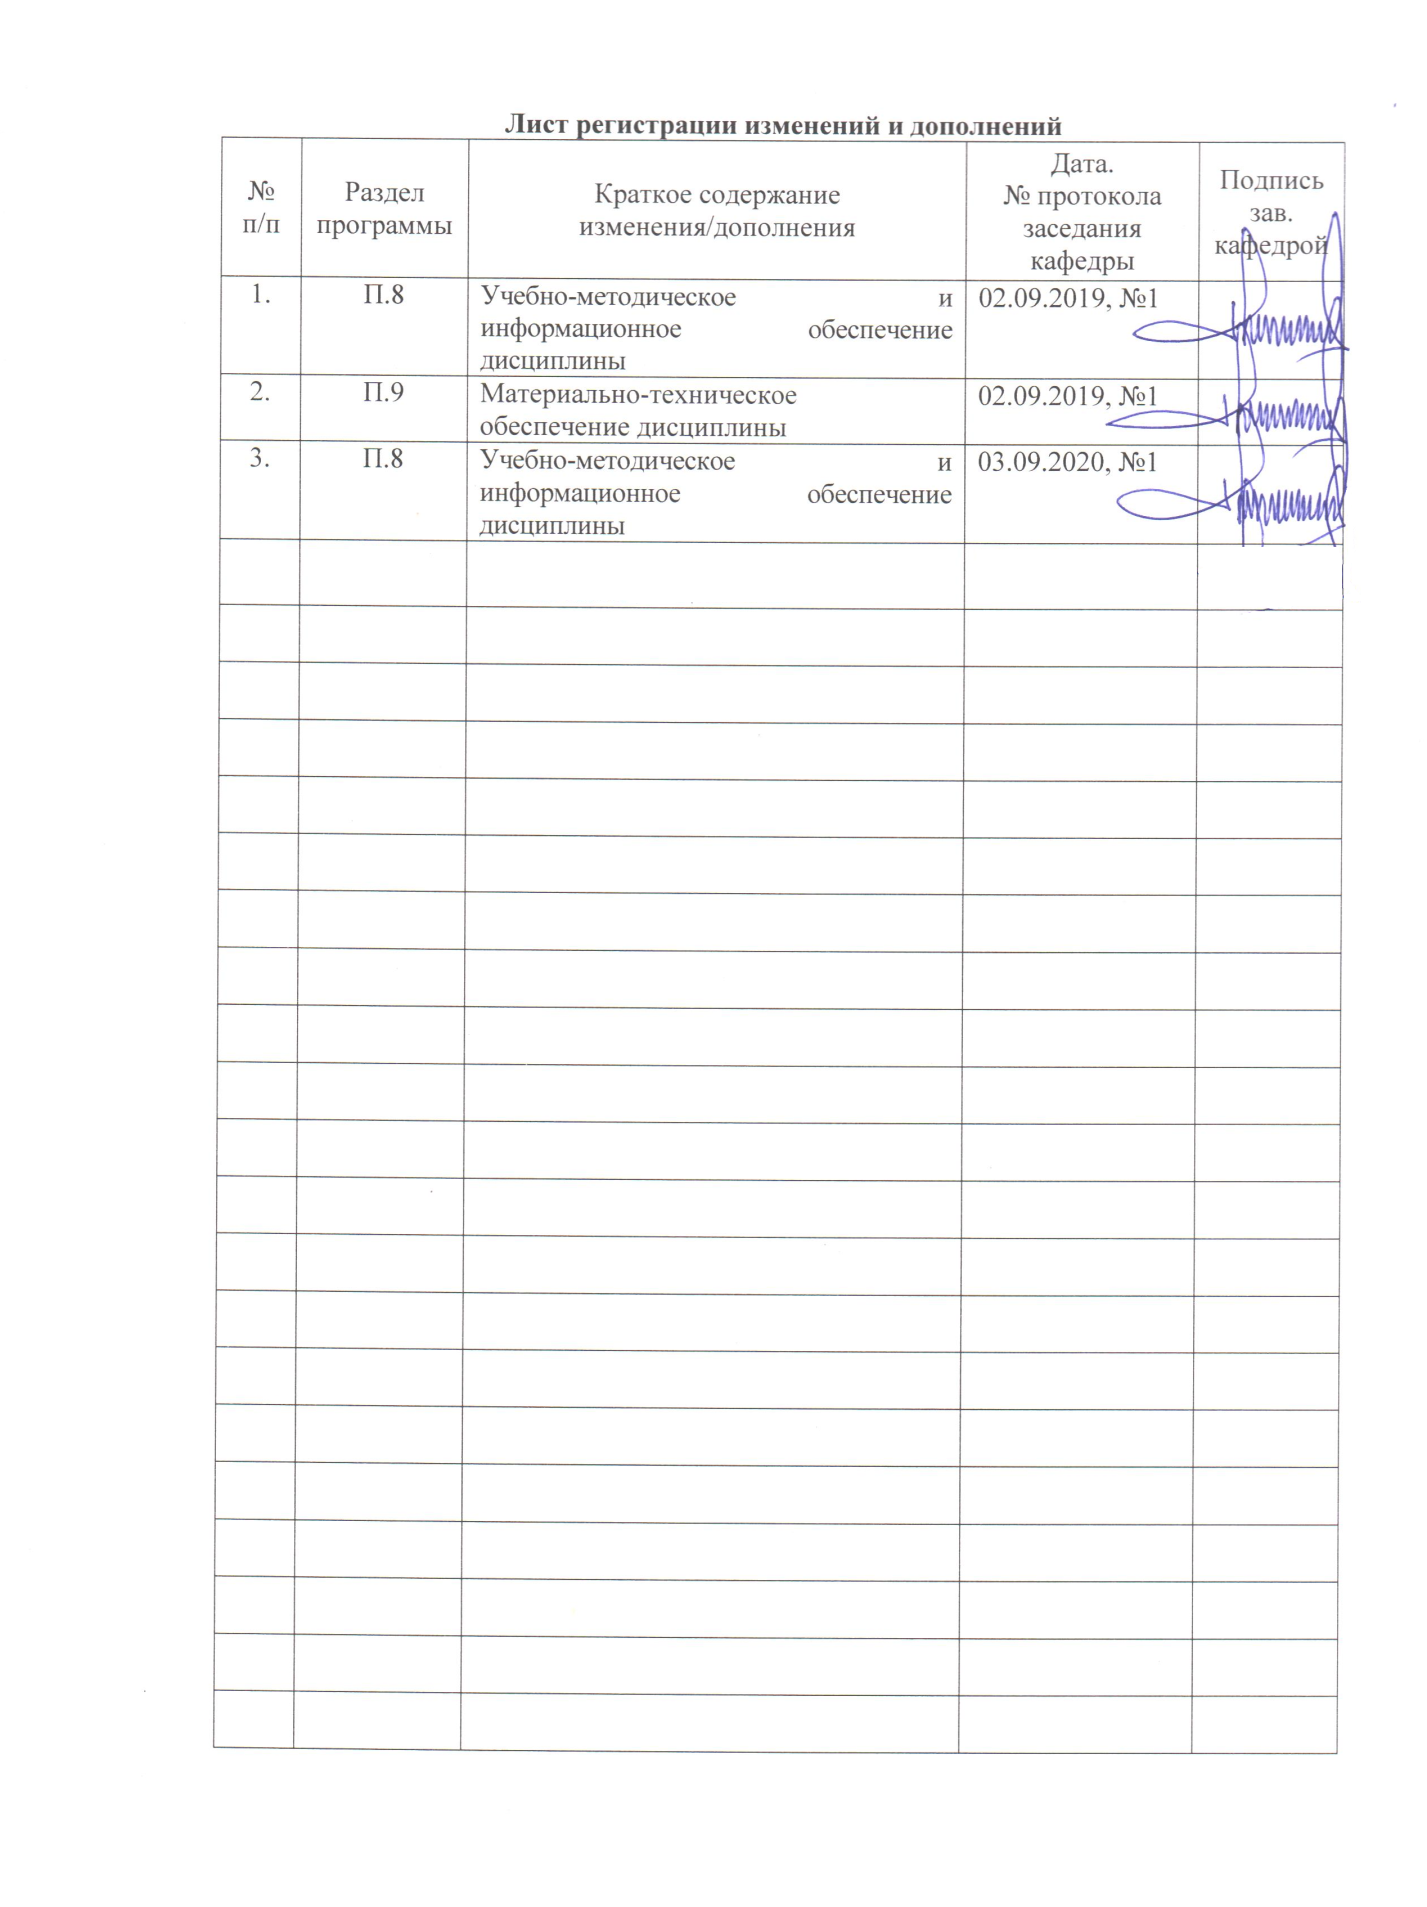 Лист регистрации изменений и дополнений
№
п/п
Раздел
программы
Краткое содержание
изменения/дополнения
Дата.
№ протокола
заседания
кафедры
Подпись
зав.
кафедрой
1.
П.8
Учебно-методическое и
информационное обеспечение
дисциплины
02.09.2019, №1
2.
П.9
Материально-техническое
обеспечение дисциплины
02.09.2019, №1
3.
П.8
Учебно-методическое и
информационное обеспечение
дисциплины
03.09.2020, №1